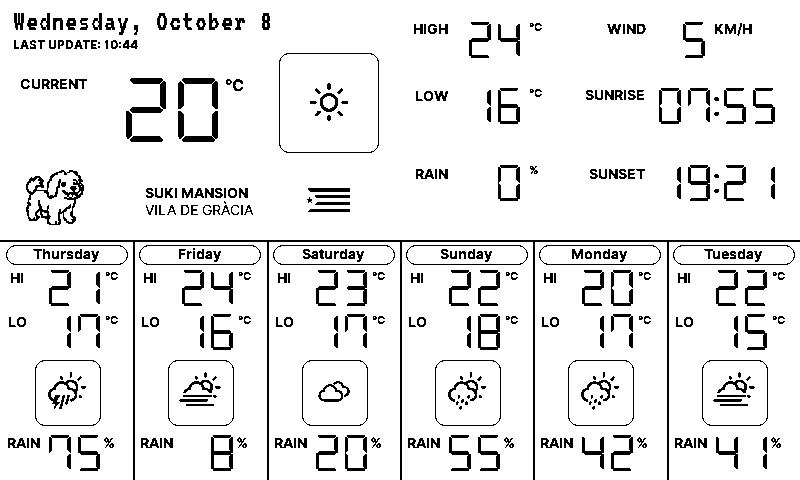 Wednesday, October 8
LAST UPDATE: 10:44
CURRENT 20 °C
SUKI MANSION
VILA DE GRÀCIA
HIGH 24 °C
LOW 16 °C
RAIN 0 %
WIND 5 KM/H
SUNRISE 07:55
SUNSET 19:21
Thursday
HI 21 °C
LO 17 °C
RAIN 75 %
Friday
HI 24 °C
LO 16 °C
RAIN 8 %
Saturday
HI 23 °C
LO 17 °C
RAIN 20 %
Sunday
HI 22 °C
LO 18 °C
RAIN 55 %
Monday
HI 20 °C
LO 17 °C
RAIN 42 %
Tuesday
HI 22 °C
LO 15 °C
RAIN 41 %